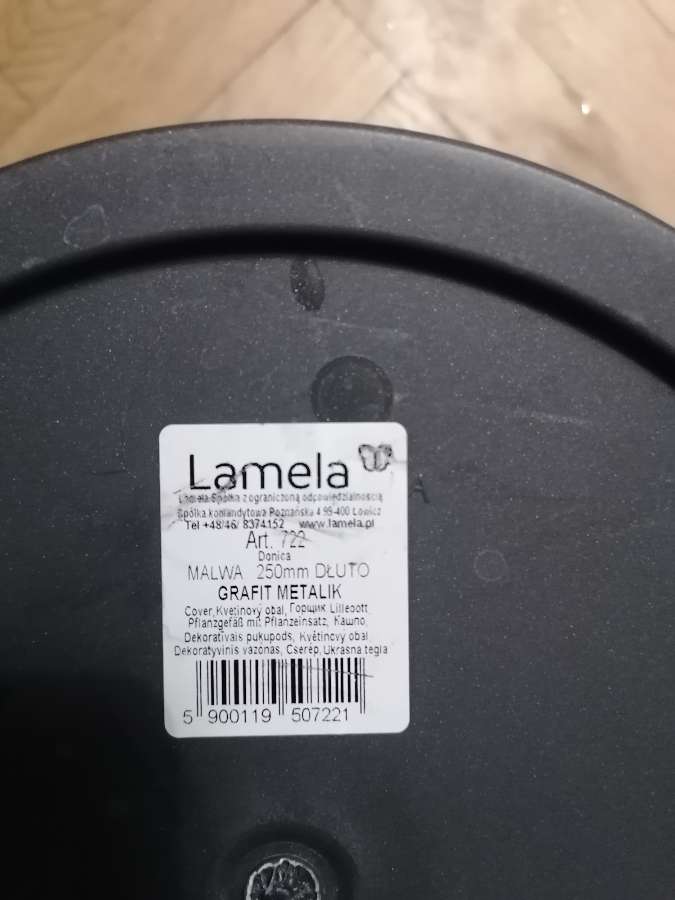 Lamela
Lamela Spółka z ograniczoną odpowiedzialnością
Spółka komandytowa Poznańska 4 99-400 Łowicz
Tel +48/46/ 8374152 www.lamela.pl
Art. 722
Donica
MALWA 250mm DŁUTO
GRAFIT METALIK
Cover, Kvetinový obal, Горщик Lillepott
Pflanzgefäß mit Pflanzeinsatz, Кашпо,
Dekoratīvais puķupods, Květinový obal
Dekoratyvinis vazonas, Cserép, Ukrasna tegla
5 900119 507221